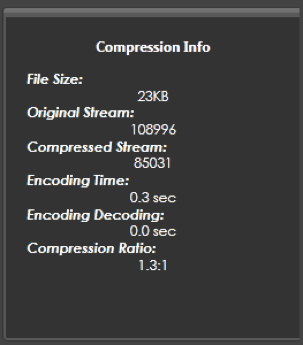 Compression Info
File Size:
23KB
Original Stream:
108996
Compressed Stream:
85031
Encoding Time:
0.3 sec
Encoding Decoding:
0.0 sec
Compression Ratio:
1.3:1